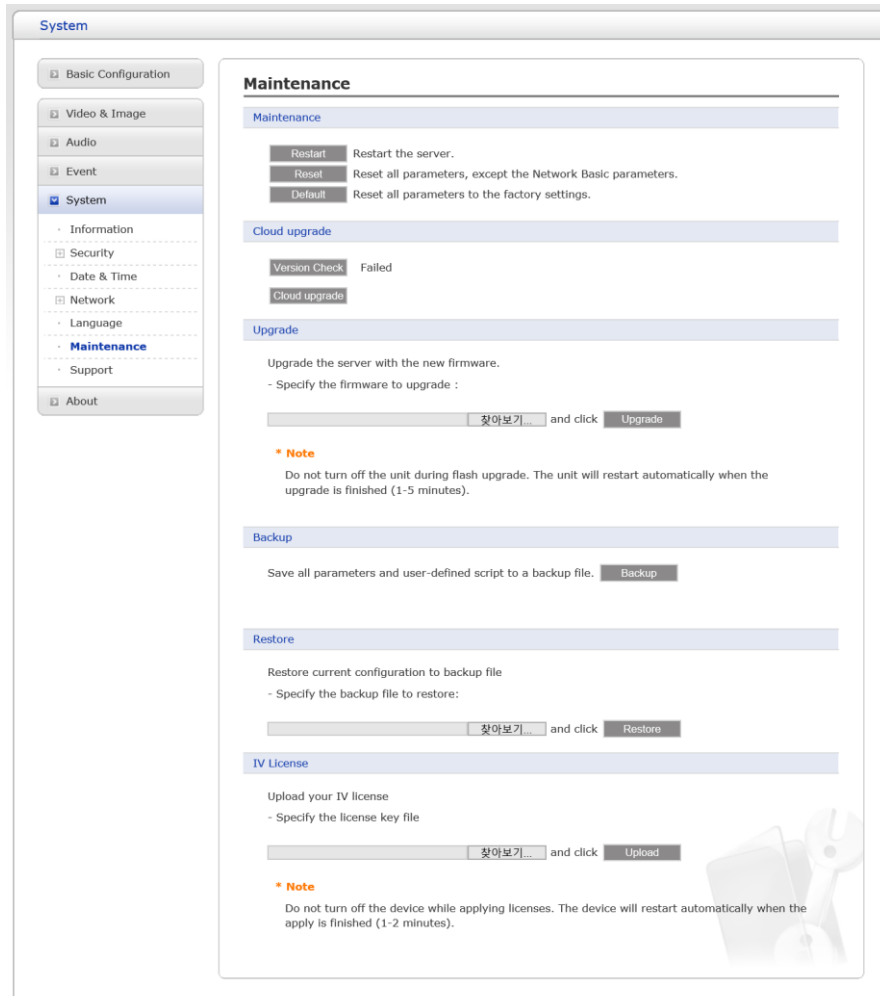 System
Basic Configuration
Video & Image
Audio
Event
System
Information
Security
Date & Time
Network
Language
Maintenance
Support
About
Maintenance
Maintenance
Restart Restart the server.
Reset Reset all parameters, except the Network Basic parameters.
Default Reset all parameters to the factory settings.
Cloud upgrade
Version Check Failed
Cloud upgrade
Upgrade
Upgrade the server with the new firmware.
- Specify the firmware to upgrade :
찾아보기... and click Upgrade
* Note
Do not turn off the unit during flash upgrade. The unit will restart automatically when the
upgrade is finished (1-5 minutes).
Backup
Save all parameters and user-defined script to a backup file. Backup
Restore
Restore current configuration to backup file
- Specify the backup file to restore:
찾아보기... and click Restore
IV License
Upload your IV license
- Specify the license key file
찾아보기... and click Upload
* Note
Do not turn off the device while applying licenses. The device will restart automatically when the
apply is finished (1-2 minutes).